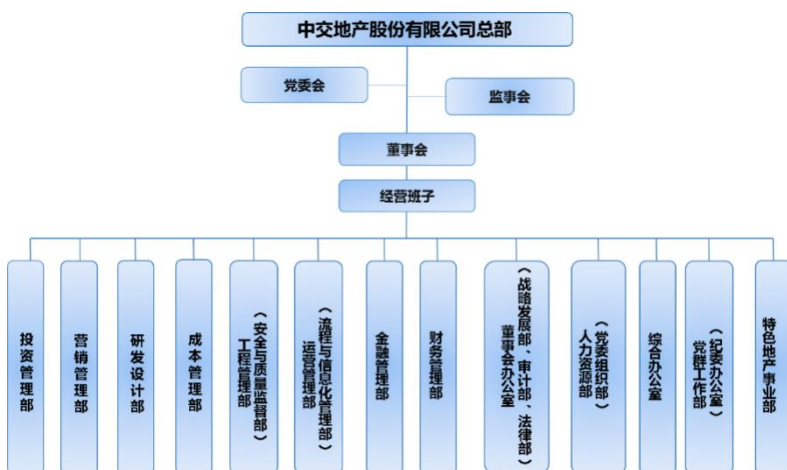 中交地产股份有限公司总部
党委会
监事会
董事会
经营班子
投资管理部
营销管理部
研发设计部
成本管理部
工程管理部
（安全与质量监督部）
运营管理部
（流程与信息化管理部）
金融管理部
财务管理部
董事会办公室
（战略发展部、审计部、法律部）
人力资源部
（党委组织部）
综合办公室
党群工作部
（纪委办公室）
特色地产事业部